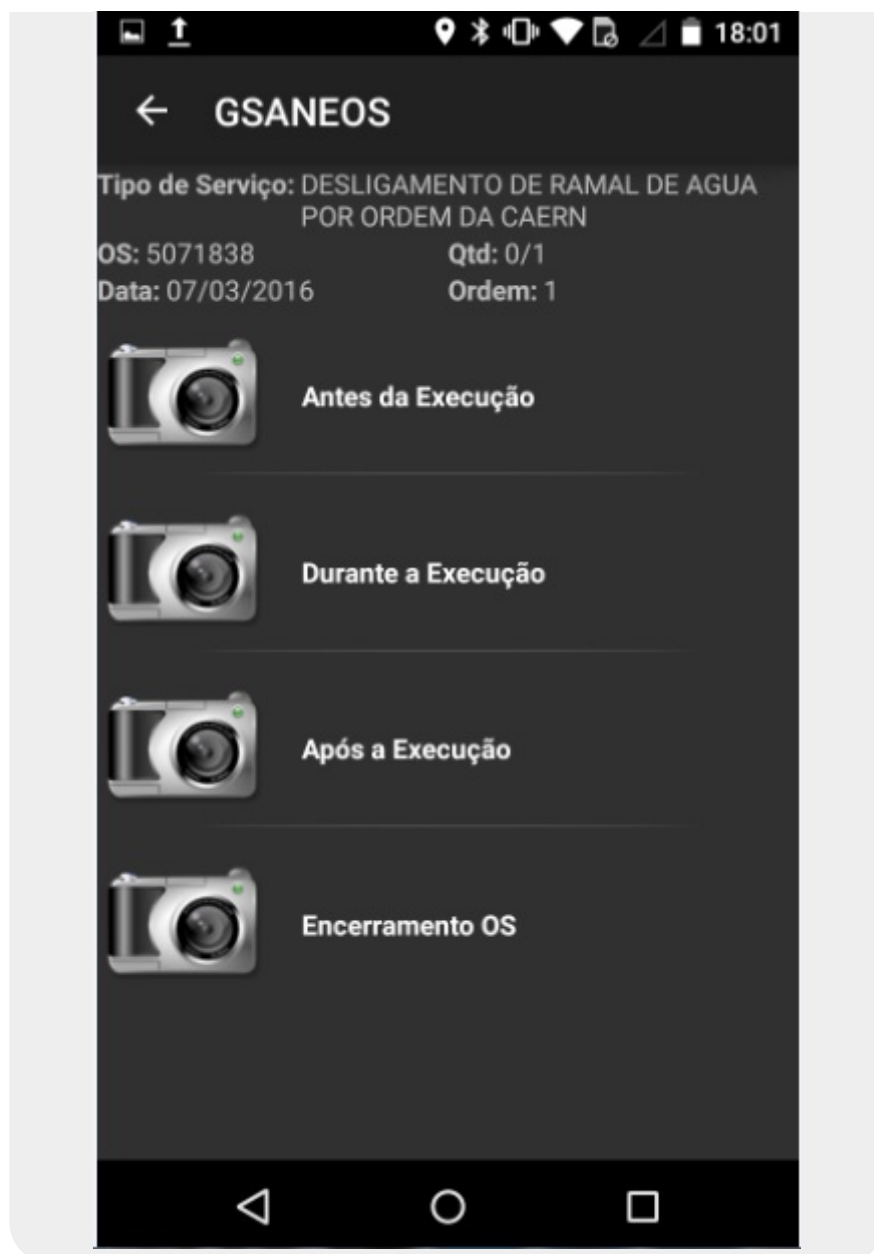 18:01
GSANEOS
Tipo de Serviço: DESLIGAMENTO DE RAMAL DE AGUA
POR ORDEM DA CAERN
OS: 5071838 Qtd: 0/1
Data: 07/03/2016 Ordem: 1
Antes da Execução
Durante a Execução
Após a Execução
Encerramento OS